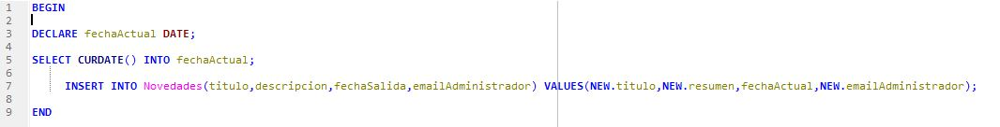 1 BEGIN
2
3 DECLARE fechaActual DATE;
4
5 SELECT CURDATE() INTO fechaActual;
6
7 INSERT INTO Novedades(titulo,descripcion,fechaSalida,emailAdministrador) VALUES(NEW.titulo,NEW.resumen,fechaActual,NEW.emailAdministrador);
8
9 END